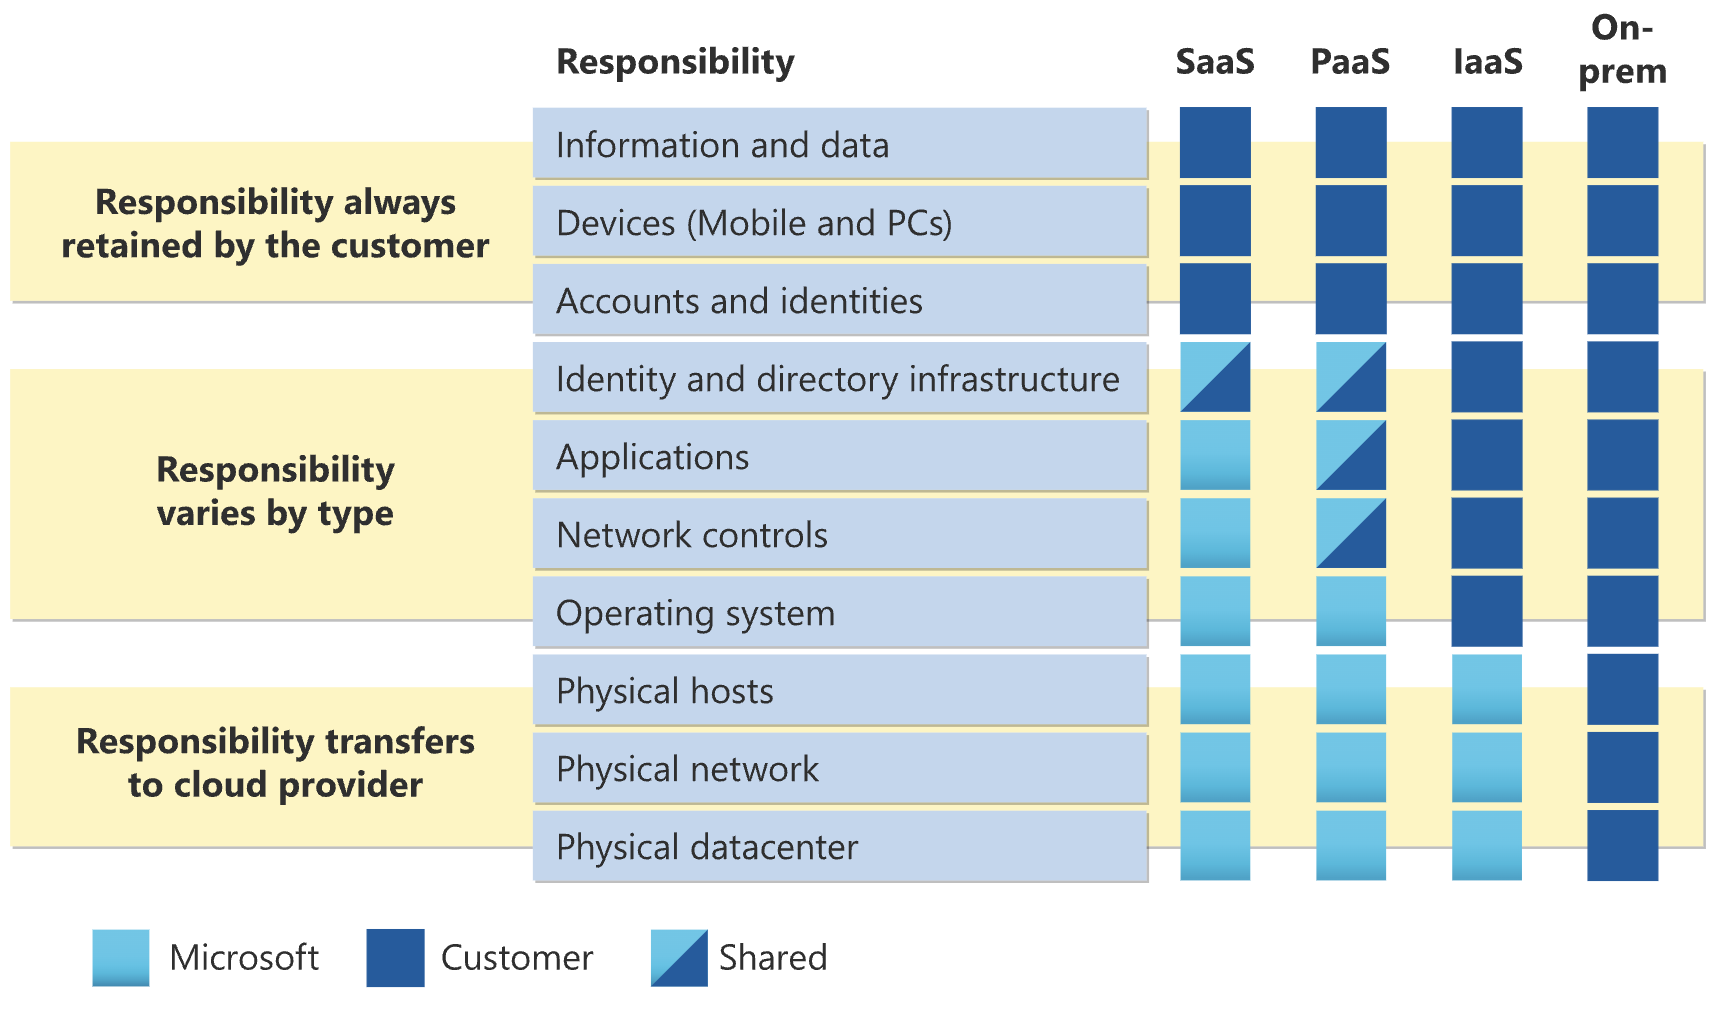 Responsibility SaaS PaaS IaaS On-
prem
Information and data
Responsibility always
retained by the customer
Devices (Mobile and PCs)
Accounts and identities
Identity and directory infrastructure
Responsibility
varies by type
Applications
Network controls
Operating system
Responsibility transfers
to cloud provider
Physical hosts
Physical network
Physical datacenter
Microsoft Customer Shared